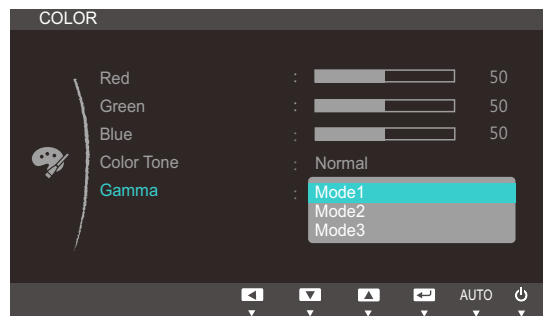 COLOR
Red : 50
Green : 50
Blue : 50
Color Tone : Normal
Gamma : Mode1
Mode2
Mode3
AUTO